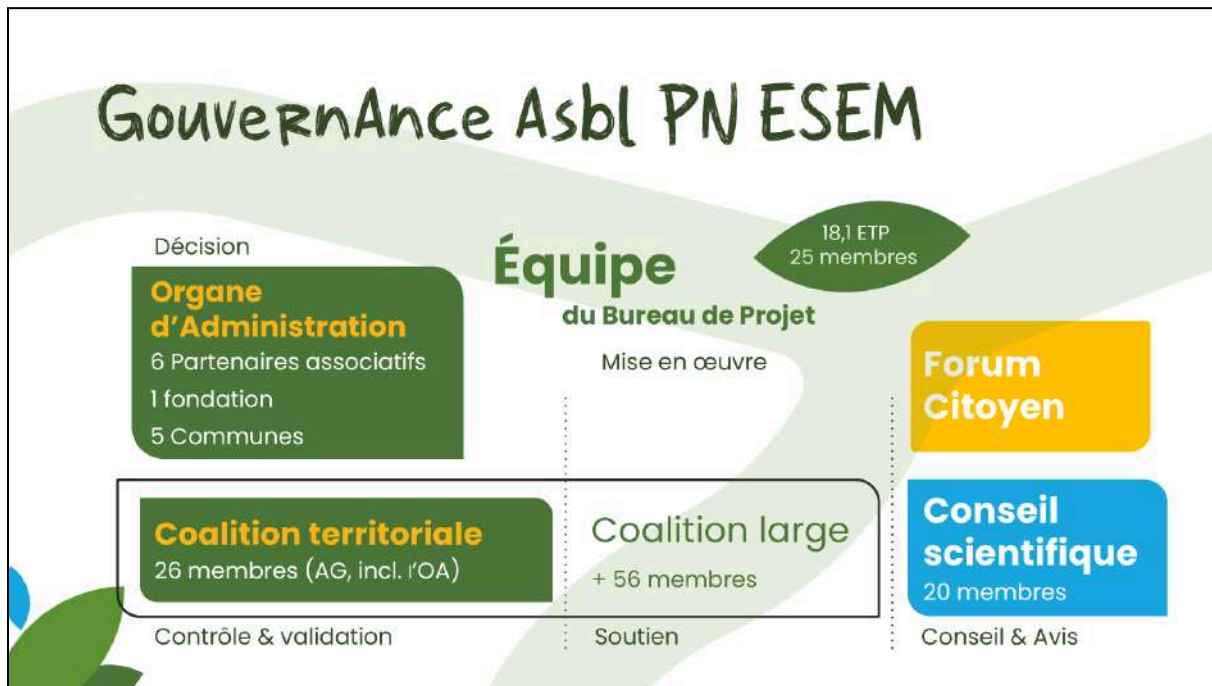 GouvernAnce Asbl PN ESEM
Décision
Organe
d'Administration
6 Partenaires associatifs
1 fondation
5 Communes
Équipe
du Bureau de Projet
Mise en œuvre
18,1 ETP
25 membres
Forum
Citoyen
Coalition territoriale
26 membres (AG, incl. l'OA)
Contrôle & validation
Coalition large
+ 56 membres
Soutien
Conseil
scientifique
20 membres
Conseil & Avis